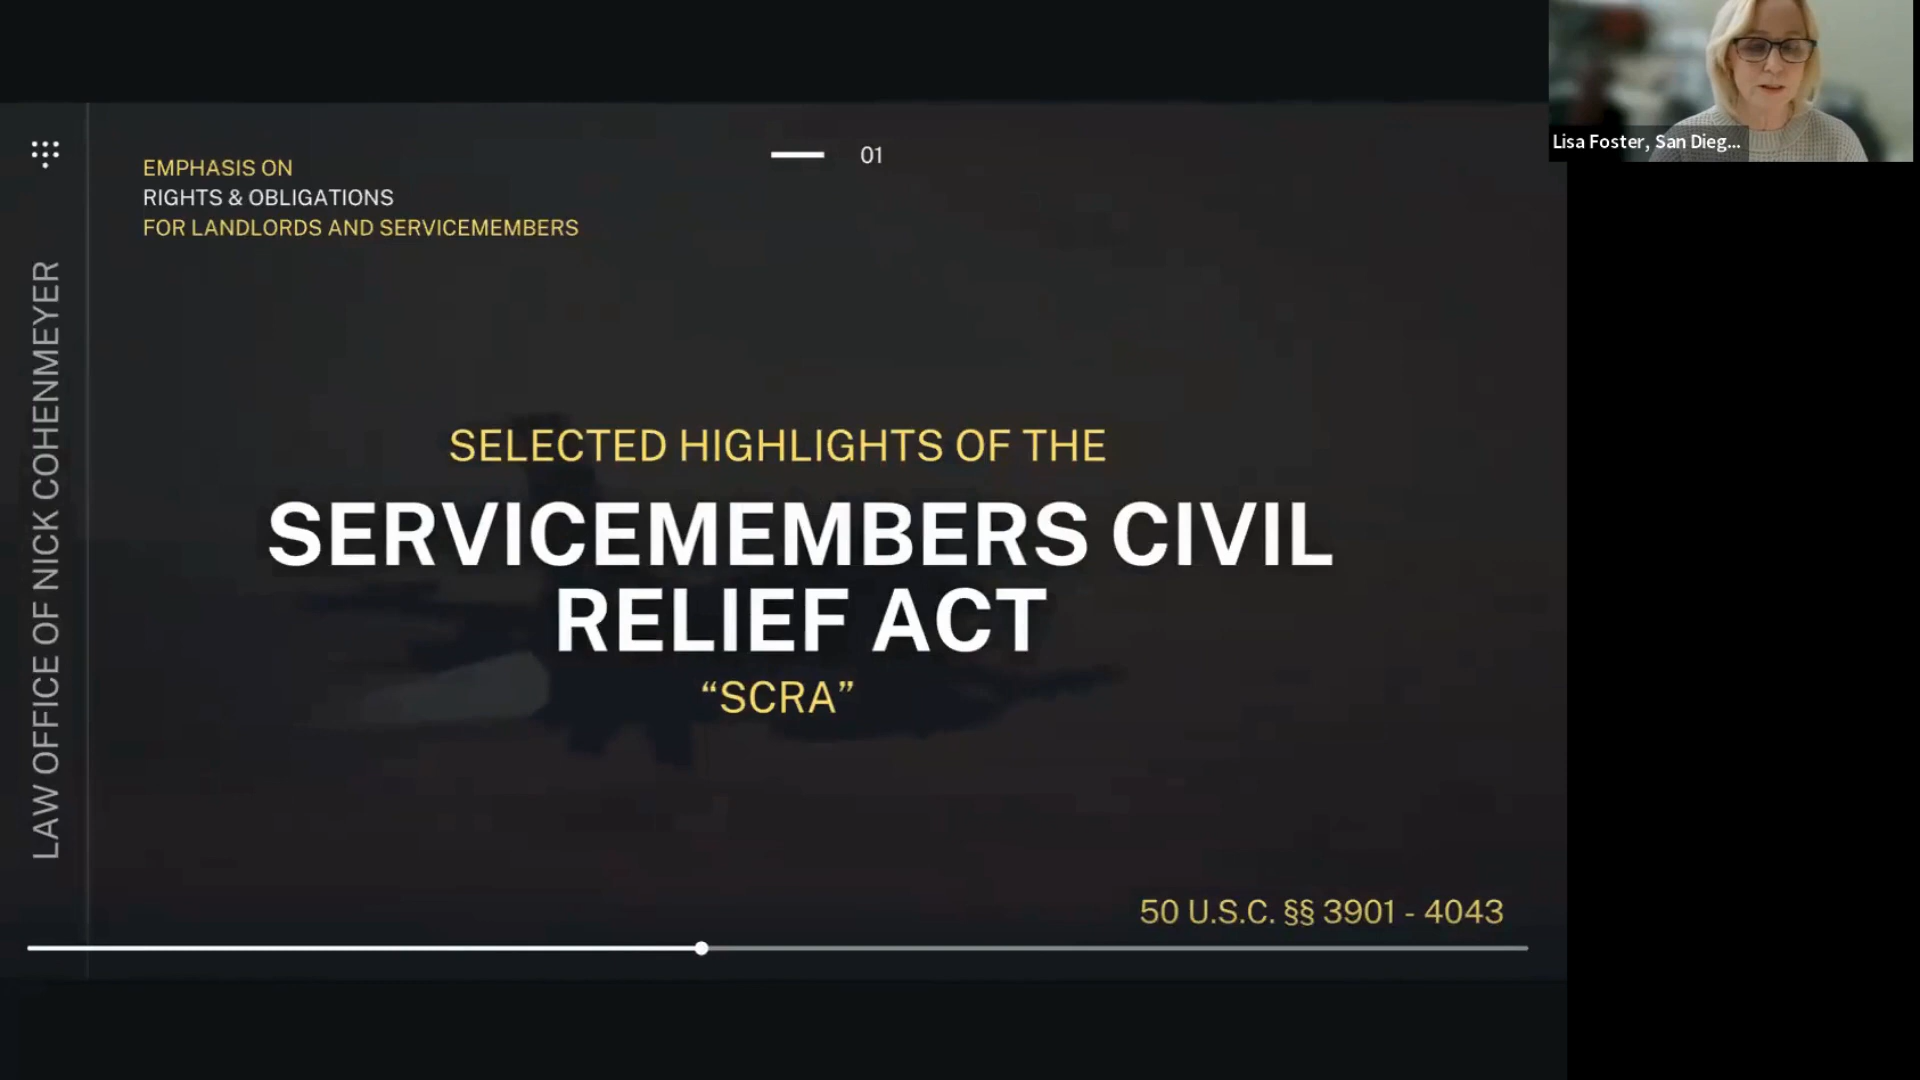 EMPHASIS ON
RIGHTS & OBLIGATIONS
FOR LANDLORDS AND SERVICEMEMBERS
01
Lisa Foster, San Dieg...
LAW OFFICE OF NICK COHENMEYER
SELECTED HIGHLIGHTS OF THE
SERVICEMEMBERS CIVIL
RELIEF ACT
“SCRA”
50 U.S.C. §§ 3901 - 4043